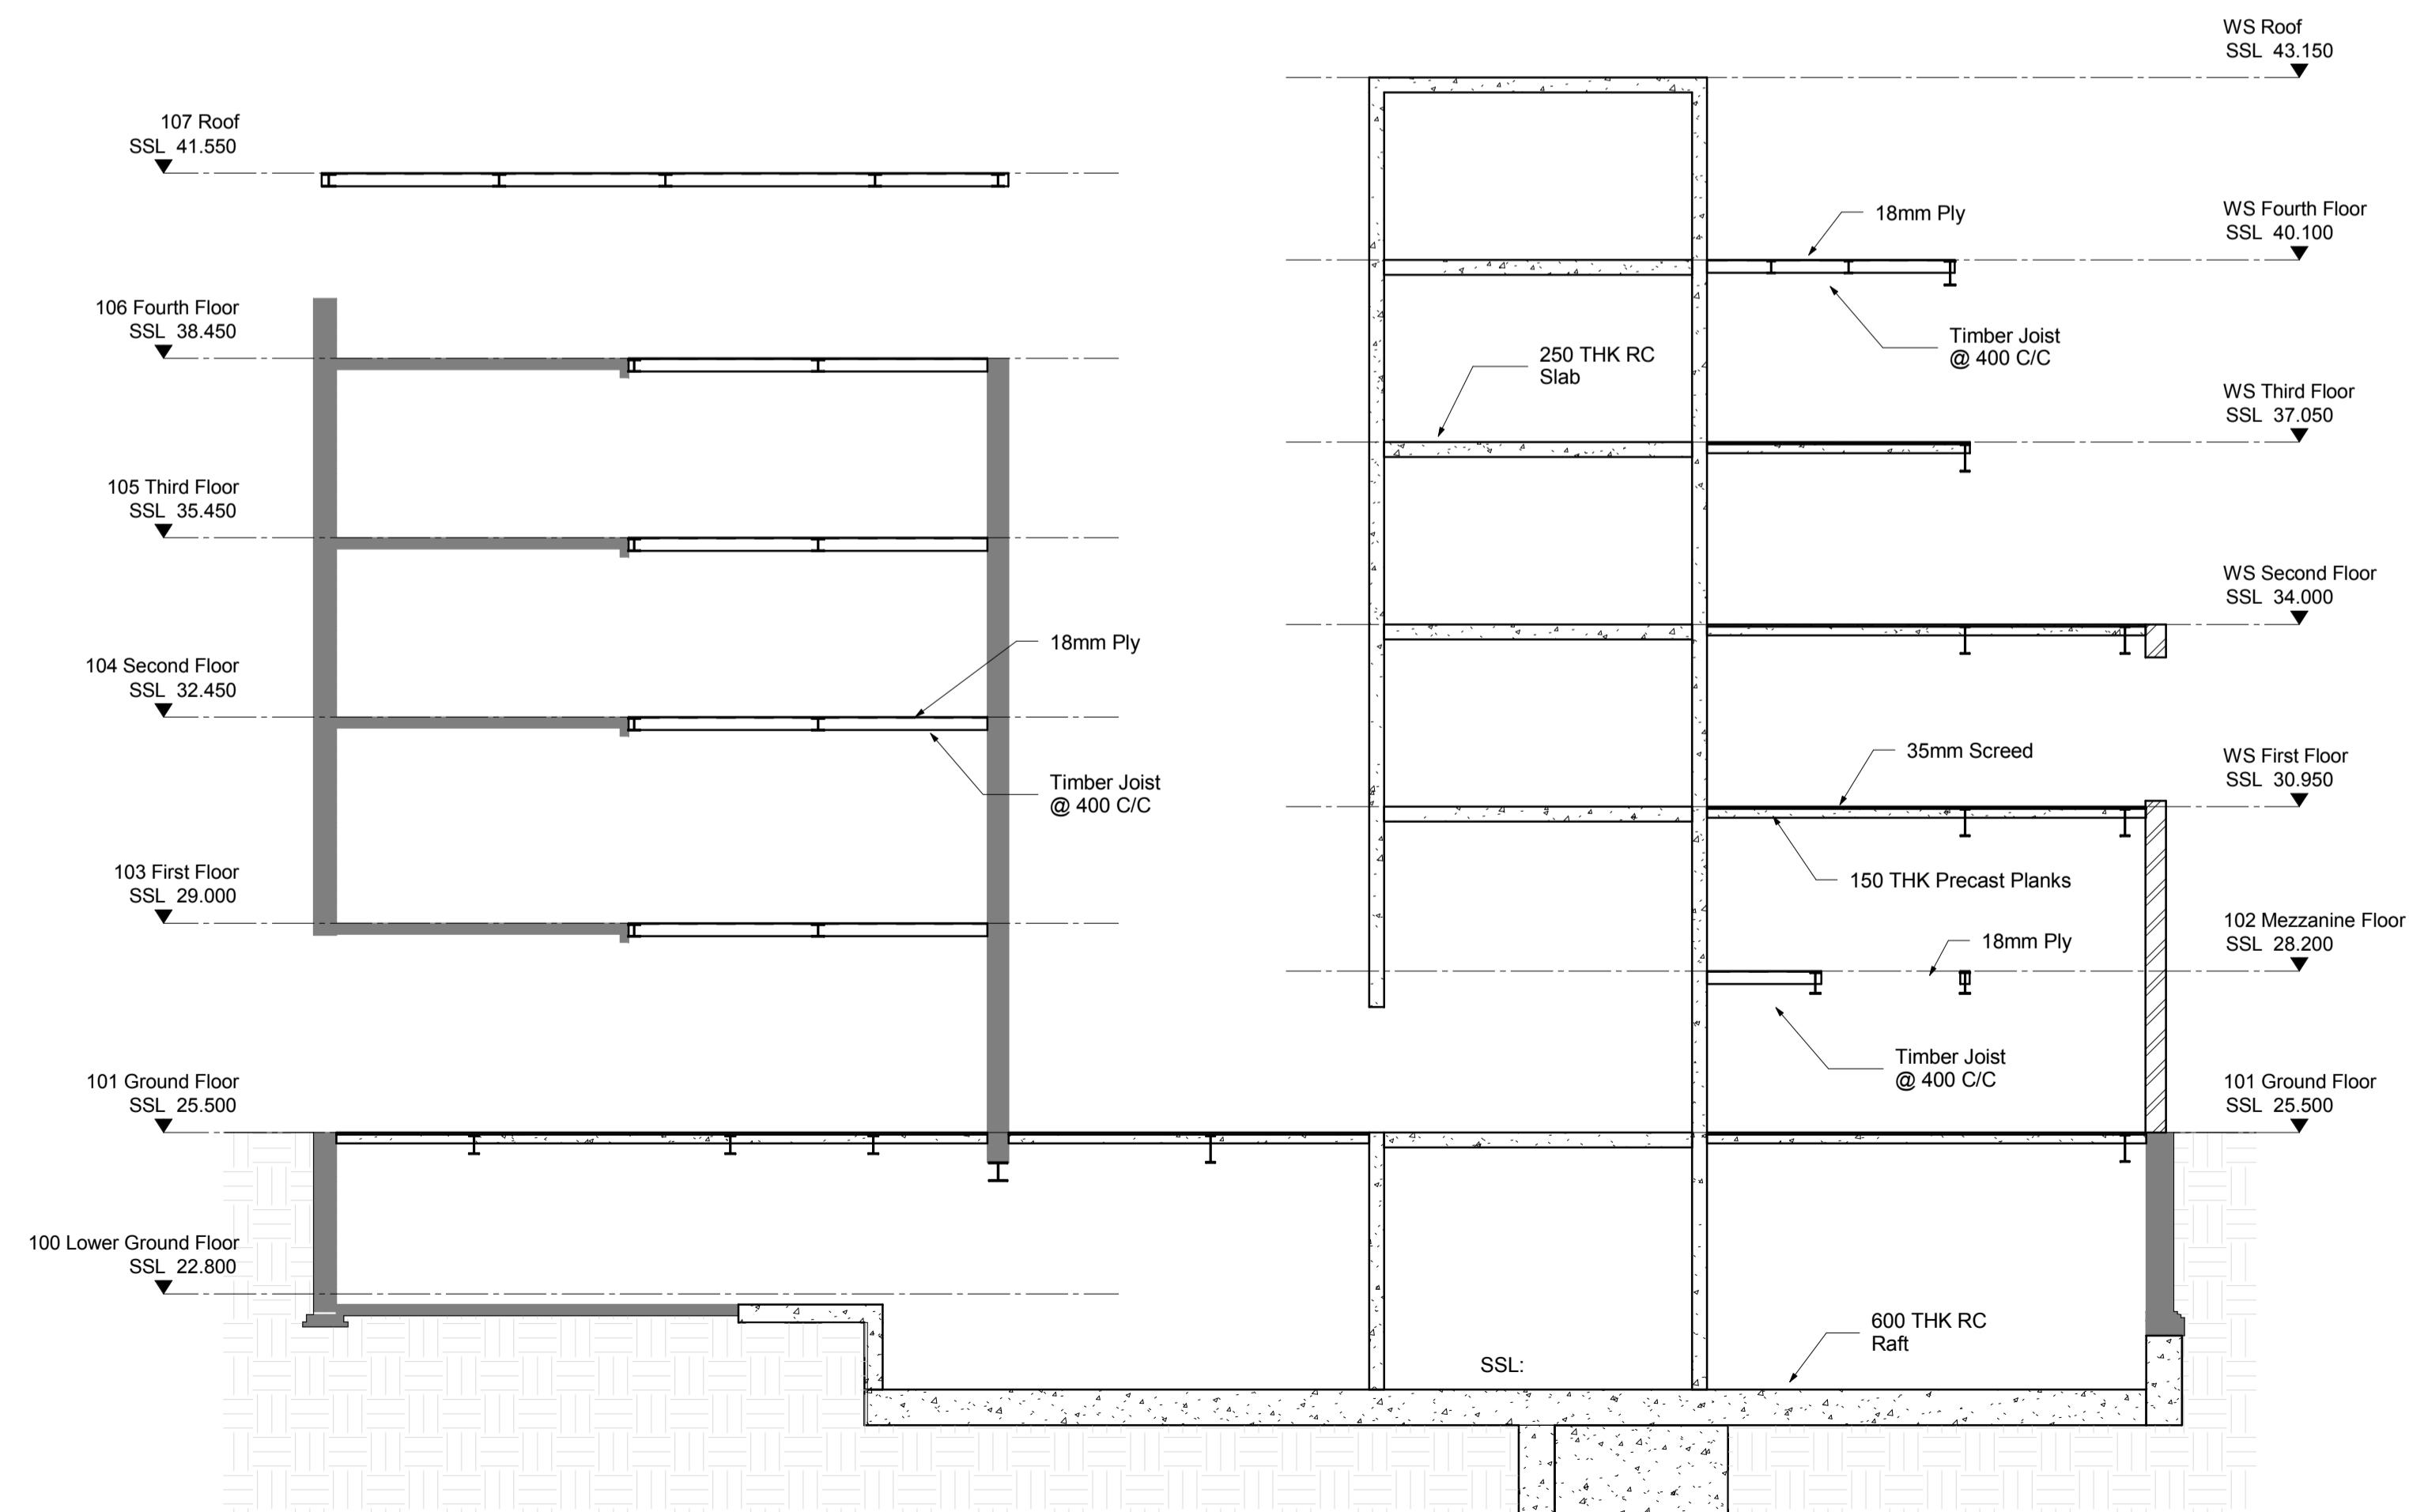 WS Roof
SSL 43.150
107 Roof
SSL 41.550
18mm Ply
WS Fourth Floor
SSL 40.100
106 Fourth Floor
SSL 38.450
Timber Joist
@ 400 C/C
250 THK RC
Slab
WS Third Floor
SSL 37.050
105 Third Floor
SSL 35.450
WS Second Floor
SSL 34.000
18mm Ply
104 Second Floor
SSL 32.450
35mm Screed
WS First Floor
SSL 30.950
Timber Joist
@ 400 C/C
103 First Floor
SSL 29.000
150 THK Precast Planks
18mm Ply
102 Mezzanine Floor
SSL 28.200
Timber Joist
@ 400 C/C
101 Ground Floor
SSL 25.500
101 Ground Floor
SSL 25.500
100 Lower Ground Floor
SSL 22.800
600 THK RC
Raft
SSL: